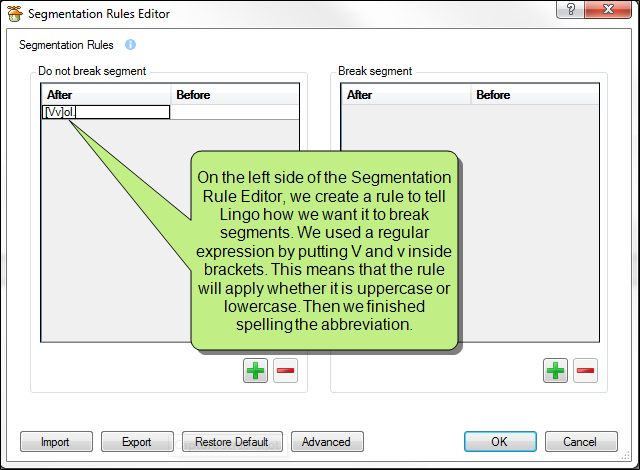 Segmentation Rules Editor
?
Segmentation Rules
Do not break segment
Break segment
After Before
After Before
[Vv]ol.
On the left side of the Segmentation
Rule Editor, we create a rule to tell
Lingo how we want it to break
segments. We used a regular
expression by putting V and v inside
brackets. This means that the rule
will apply whether it is uppercase or
lowercase. Then we finished
spelling the abbreviation.
Import Export Restore Default Advanced OK Cancel